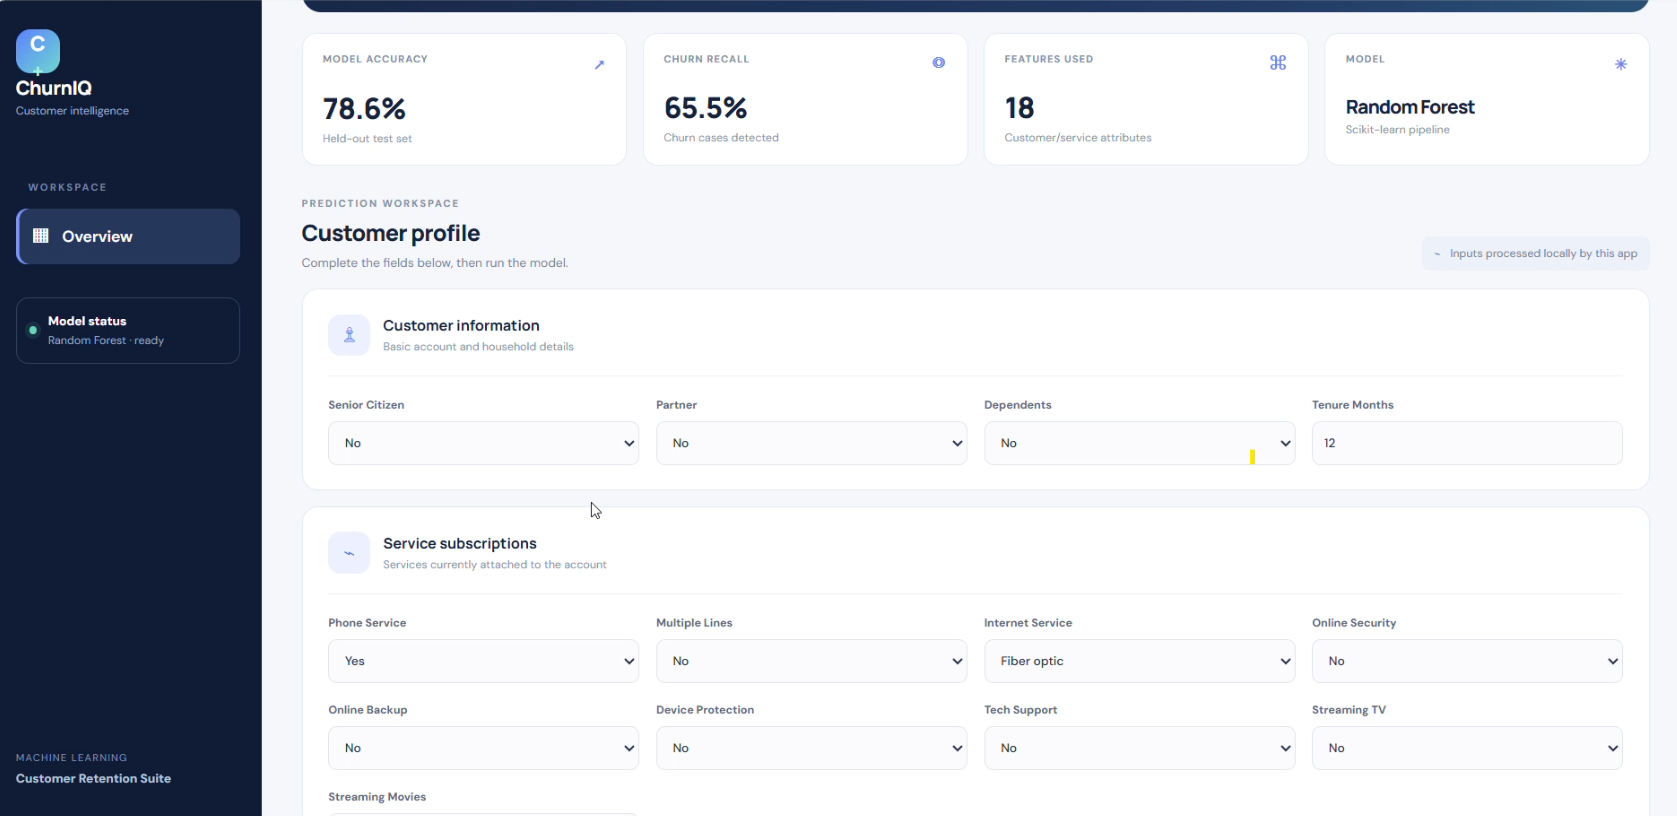 C
ChurnIQ
Customer intelligence
WORKSPACE
Overview
Model status
Random Forest · ready
MACHINE LEARNING
Customer Retention Suite
MODEL ACCURACY
78.6%
Held-out test set
CHURN RECALL
65.5%
Churn cases detected
FEATURES USED
18
Customer/service attributes
MODEL
Random Forest
Scikit-learn pipeline
PREDICTION WORKSPACE
Customer profile
Complete the fields below, then run the model.
Inputs processed locally by this app
Customer information
Basic account and household details
Senior Citizen
No
Partner
No
Dependents
No
Tenure Months
12
Service subscriptions
Services currently attached to the account
Phone Service
Yes
Multiple Lines
No
Internet Service
Fiber optic
Online Security
No
Online Backup
No
Device Protection
No
Tech Support
No
Streaming TV
No
Streaming Movies